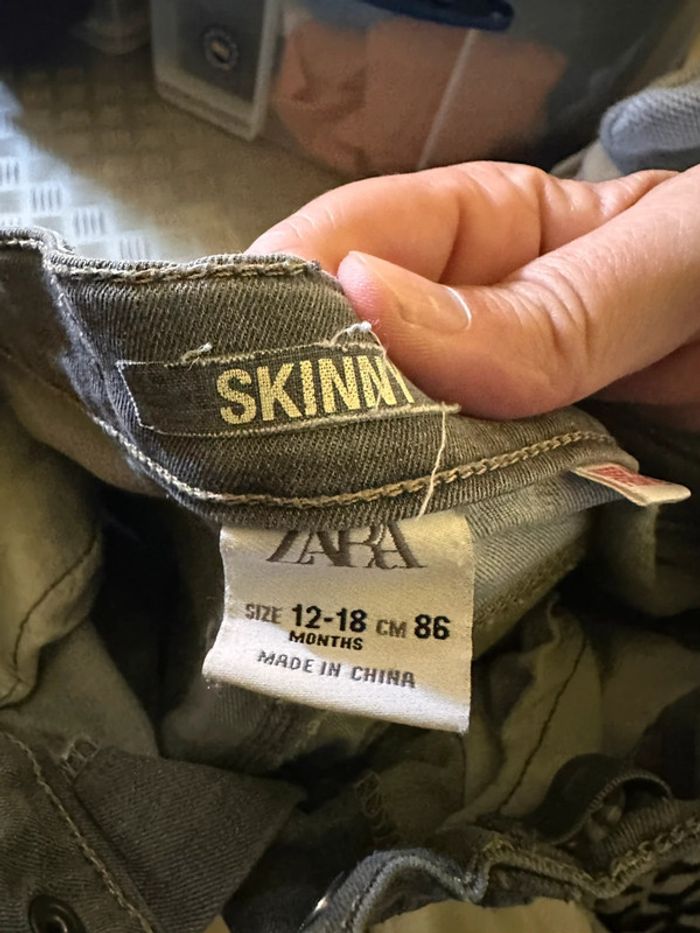 SKINNY
ZARA
SIZE 12-18 CM 86
MONTHS
MADE IN CHINA